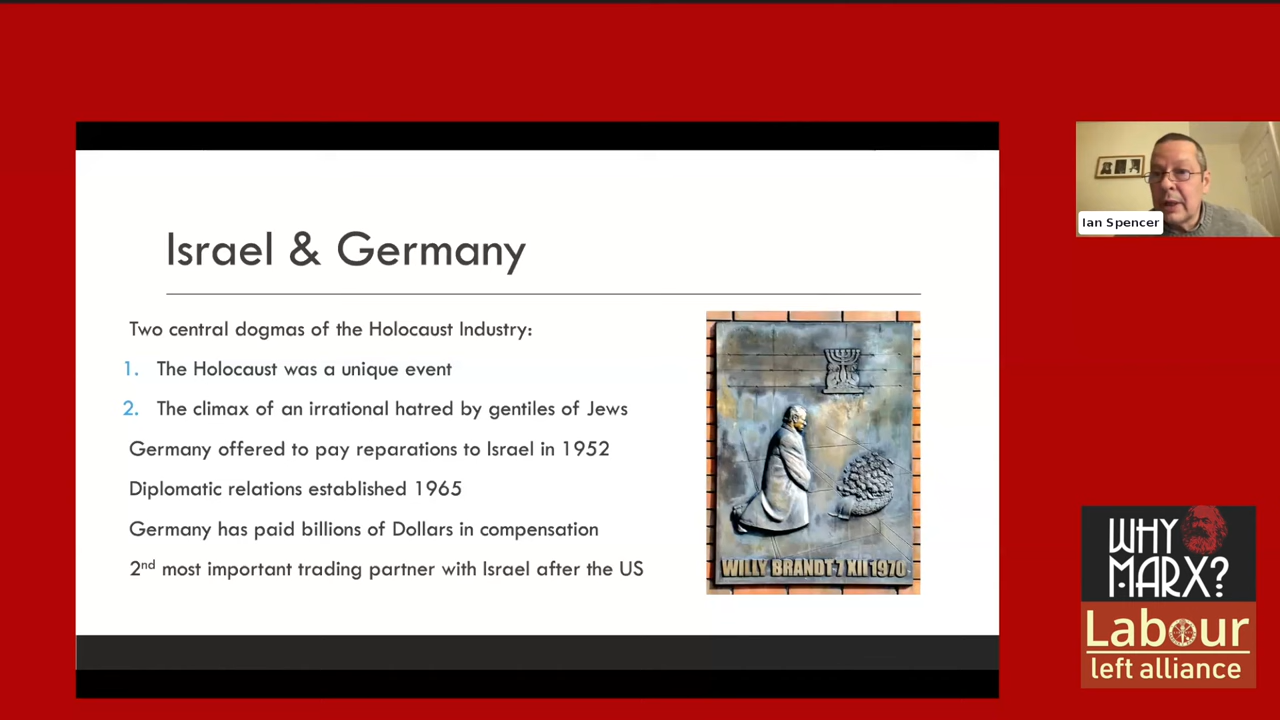 Israel & Germany
Two central dogmas of the Holocaust Industry:
1. The Holocaust was a unique event
2. The climax of an irrational hatred by gentiles of Jews
Germany offered to pay reparations to Israel in 1952
Diplomatic relations established 1965
Germany has paid billions of Dollars in compensation
2nd most important trading partner with Israel after the US
WILLY BRANDT 7 XII 1970
Ian Spencer
WHY
MARX?
Labour
left alliance